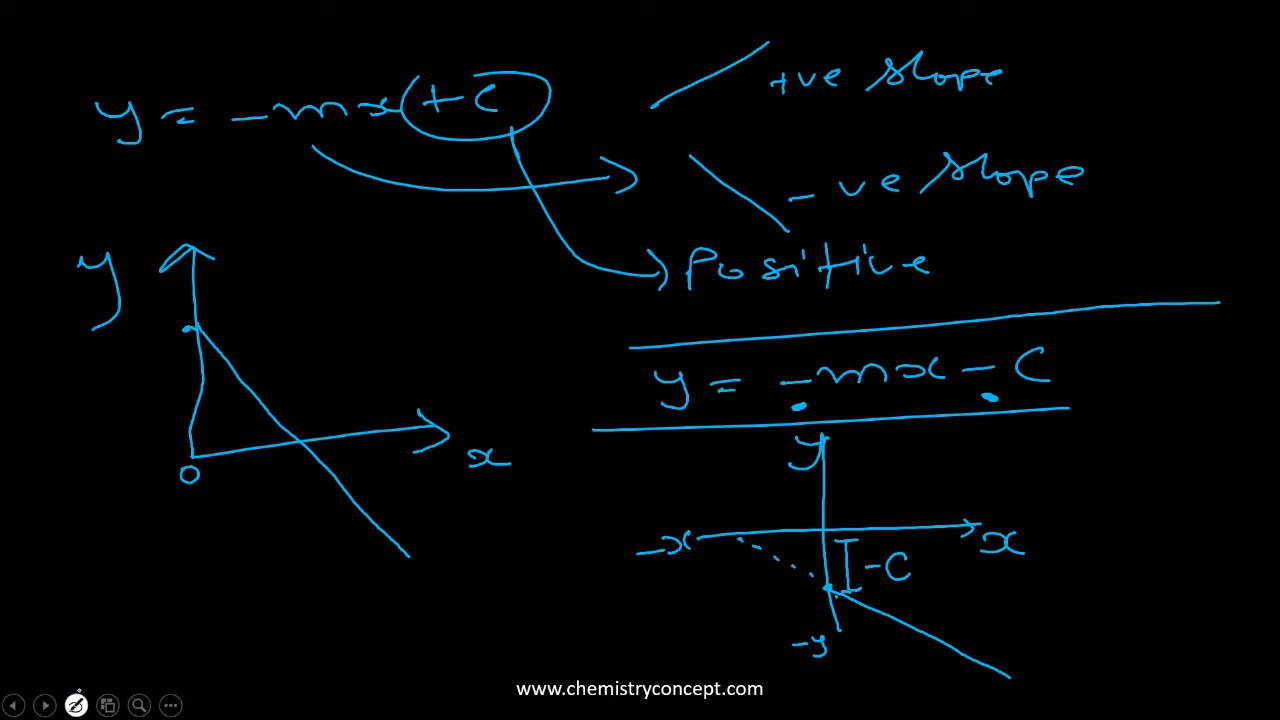 y = -mx + C
+ve slope
-ve slope
Positive
y
x
O
y = -mx - C
y
-x
x
-C
-y
www.chemistryconcept.com